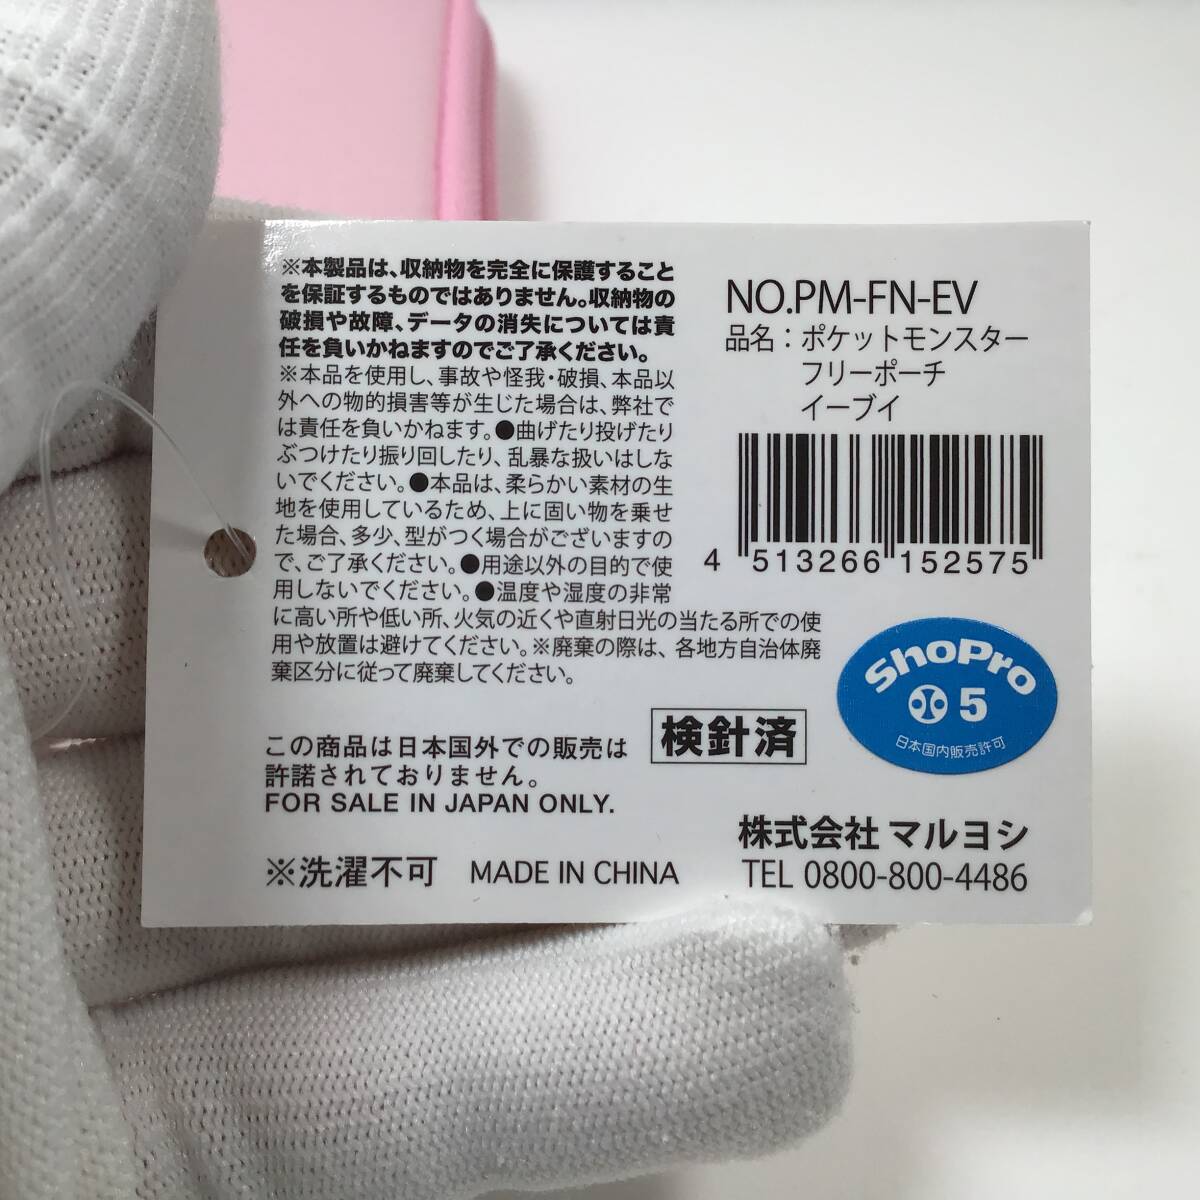 ※本製品は、収納物を完全に保護すること
を保証するものではありません。収納物の
破損や故障、データの消失については責
任を負いかねますのでご了承ください。
※本品を使用し、事故や怪我・破損、本品以
外への物的損害等が生じた場合は、弊社で
は責任を負いかねます。●曲げたり投げたり
ぶつけたり振り回したり、乱暴な扱いはしな
いでください。●本品は、柔らかい素材の生
地を使用しているため、上に固い物を乗せ
た場合、多少、型がつく場合がございますの
で、ご了承ください。●用途以外の目的で使
用しないでください。●温度や湿度の非常
に高い所や低い所、火気の近くや直射日光の当たる所での使
用や放置は避けてください。※廃棄の際は、各地方自治体廃
棄区分に従って廃棄してください。
この商品は日本国外での販売は
許諾されておりません。
FOR SALE IN JAPAN ONLY.
※洗濯不可 MADE IN CHINA
検針済
NO.PM-FN-EV
品名:ポケットモンスター
フリーポーチ
イーブイ
4 513266 152575
ShoPro
5
日本国内販売許可
株式会社 マルヨシ
TEL 0800-800-4486